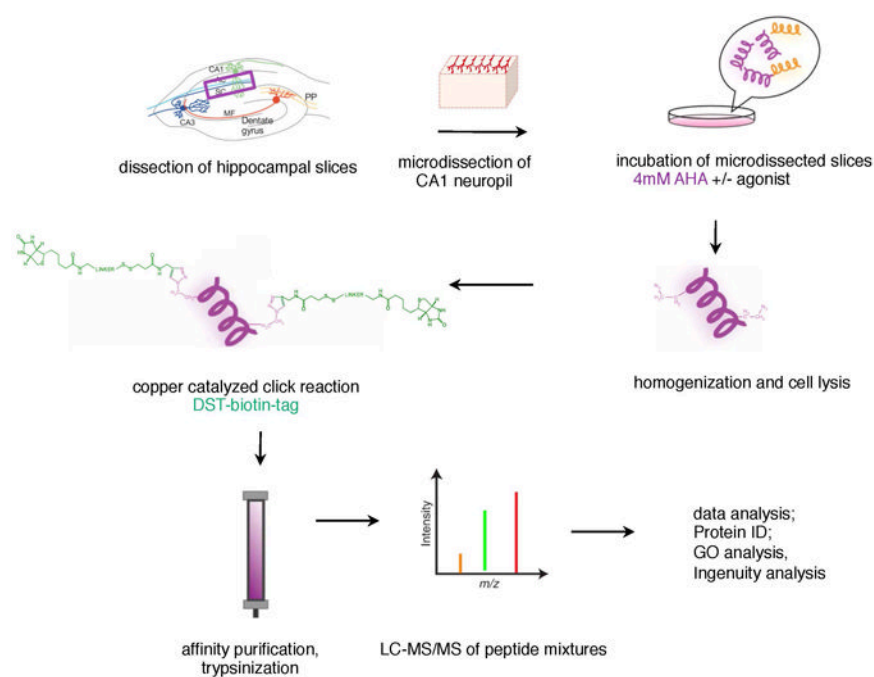 CA1
SC
PP
MF
CA3
Dentate
gyrus
dissection of hippocampal slices
microdissection of
CA1 neuropil
incubation of microdissected slices
4mM AHA +/- agonist
LINKER
LINKER
copper catalyzed click reaction
DST-biotin-tag
homogenization and cell lysis
affinity purification,
trypsinization
Intensity
m/z
LC-MS/MS of peptide mixtures
data analysis;
Protein ID;
GO analysis,
Ingenuity analysis